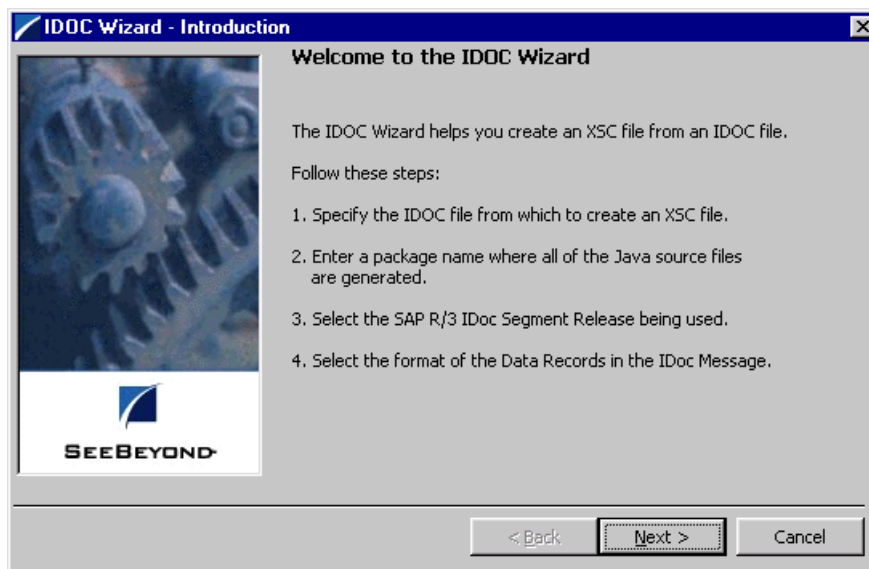 IDOC Wizard - Introduction
Welcome to the IDOC Wizard
The IDOC Wizard helps you create an XSC file from an IDOC file.
Follow these steps:
1. Specify the IDOC file from which to create an XSC file.
2. Enter a package name where all of the Java source files
are generated.
3. Select the SAP R/3 IDoc Segment Release being used.
4. Select the format of the Data Records in the IDoc Message.
SEEBEYOND
< Back
Next >
Cancel